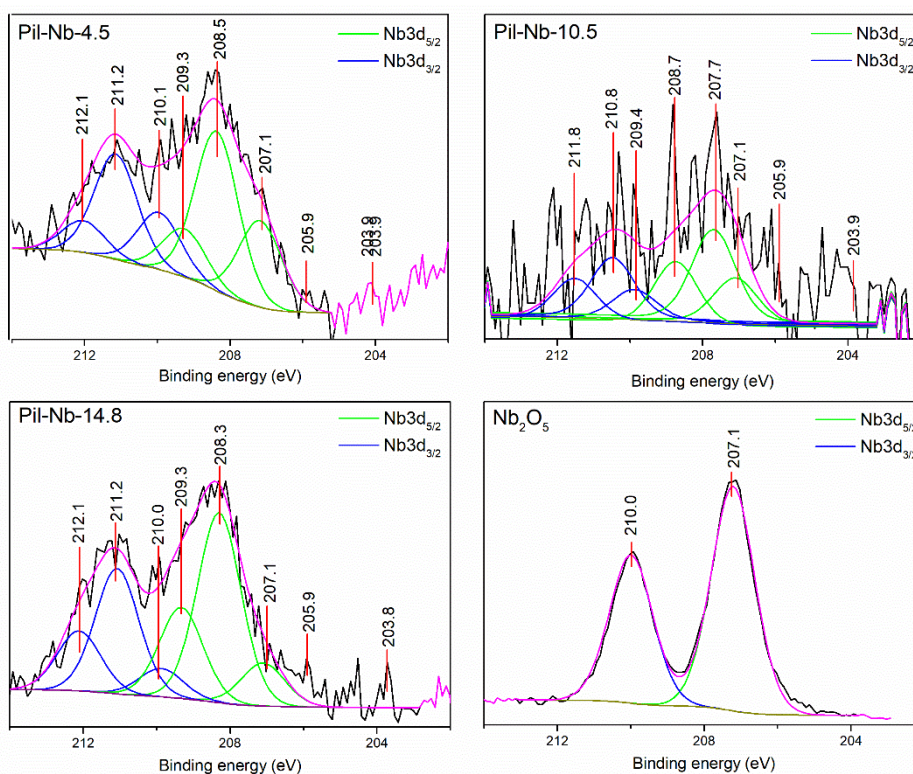 Pil-Nb-4.5
Nb3d5/2
Nb3d3/2
212.1
211.2
210.1
209.3
208.5
207.1
205.9
203.9
203.9
212
208
204
Binding energy (eV)
Pil-Nb-10.5
Nb3d5/2
Nb3d3/2
211.8
210.8
209.4
208.7
207.7
207.1
205.9
203.9
212
208
204
Binding energy (eV)
Pil-Nb-14.8
Nb3d5/2
Nb3d3/2
212.1
211.2
210.0
209.3
208.3
207.1
205.9
203.8
212
208
204
Binding energy (eV)
Nb2O5
Nb3d5/2
Nb3d3/2
210.0
207.1
212
208
204
Binding energy (eV)